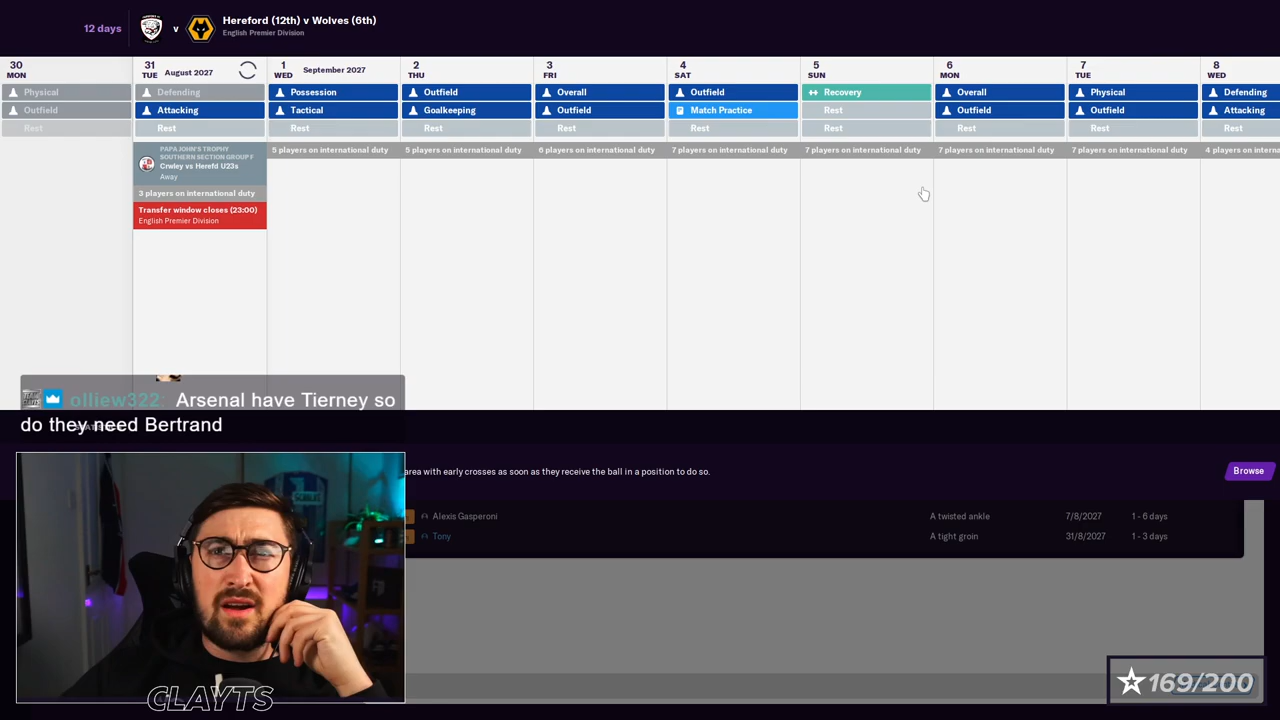 12 days
v
Hereford (12th) v Wolves (6th)
English Premier Division
30
MON
31
TUE
August 2027
1
WED
September 2027
2
THU
3
FRI
4
SAT
5
SUN
6
MON
7
TUE
8
WED
Physical
Defending
Possession
Outfield
Overall
Outfield
Recovery
Overall
Physical
Defending
Outfield
Attacking
Tactical
Goalkeeping
Outfield
Match Practice
Rest
Outfield
Outfield
Attacking
Rest
Rest
Rest
Rest
Rest
Rest
Rest
Rest
Rest
Rest
PAPA JOHN'S TROPHY
SOUTHERN SECTION GROUP F
Crwley vs Herefd U23s
Away
3 players on international duty
Transfer window closes (23:00)
English Premier Division
5 players on international duty
5 players on international duty
6 players on international duty
7 players on international duty
7 players on international duty
7 players on international duty
7 players on international duty
4 players on interna
olliew322: Arsenal have Tierney so
do they need Bertrand
area with early crosses as soon as they receive the ball in a position to do so.
Browse
Alexis Gasperoni
A twisted ankle
7/8/2027
1 - 6 days
Tony
A tight groin
31/8/2027
1 - 3 days
CLAYTS
169/200